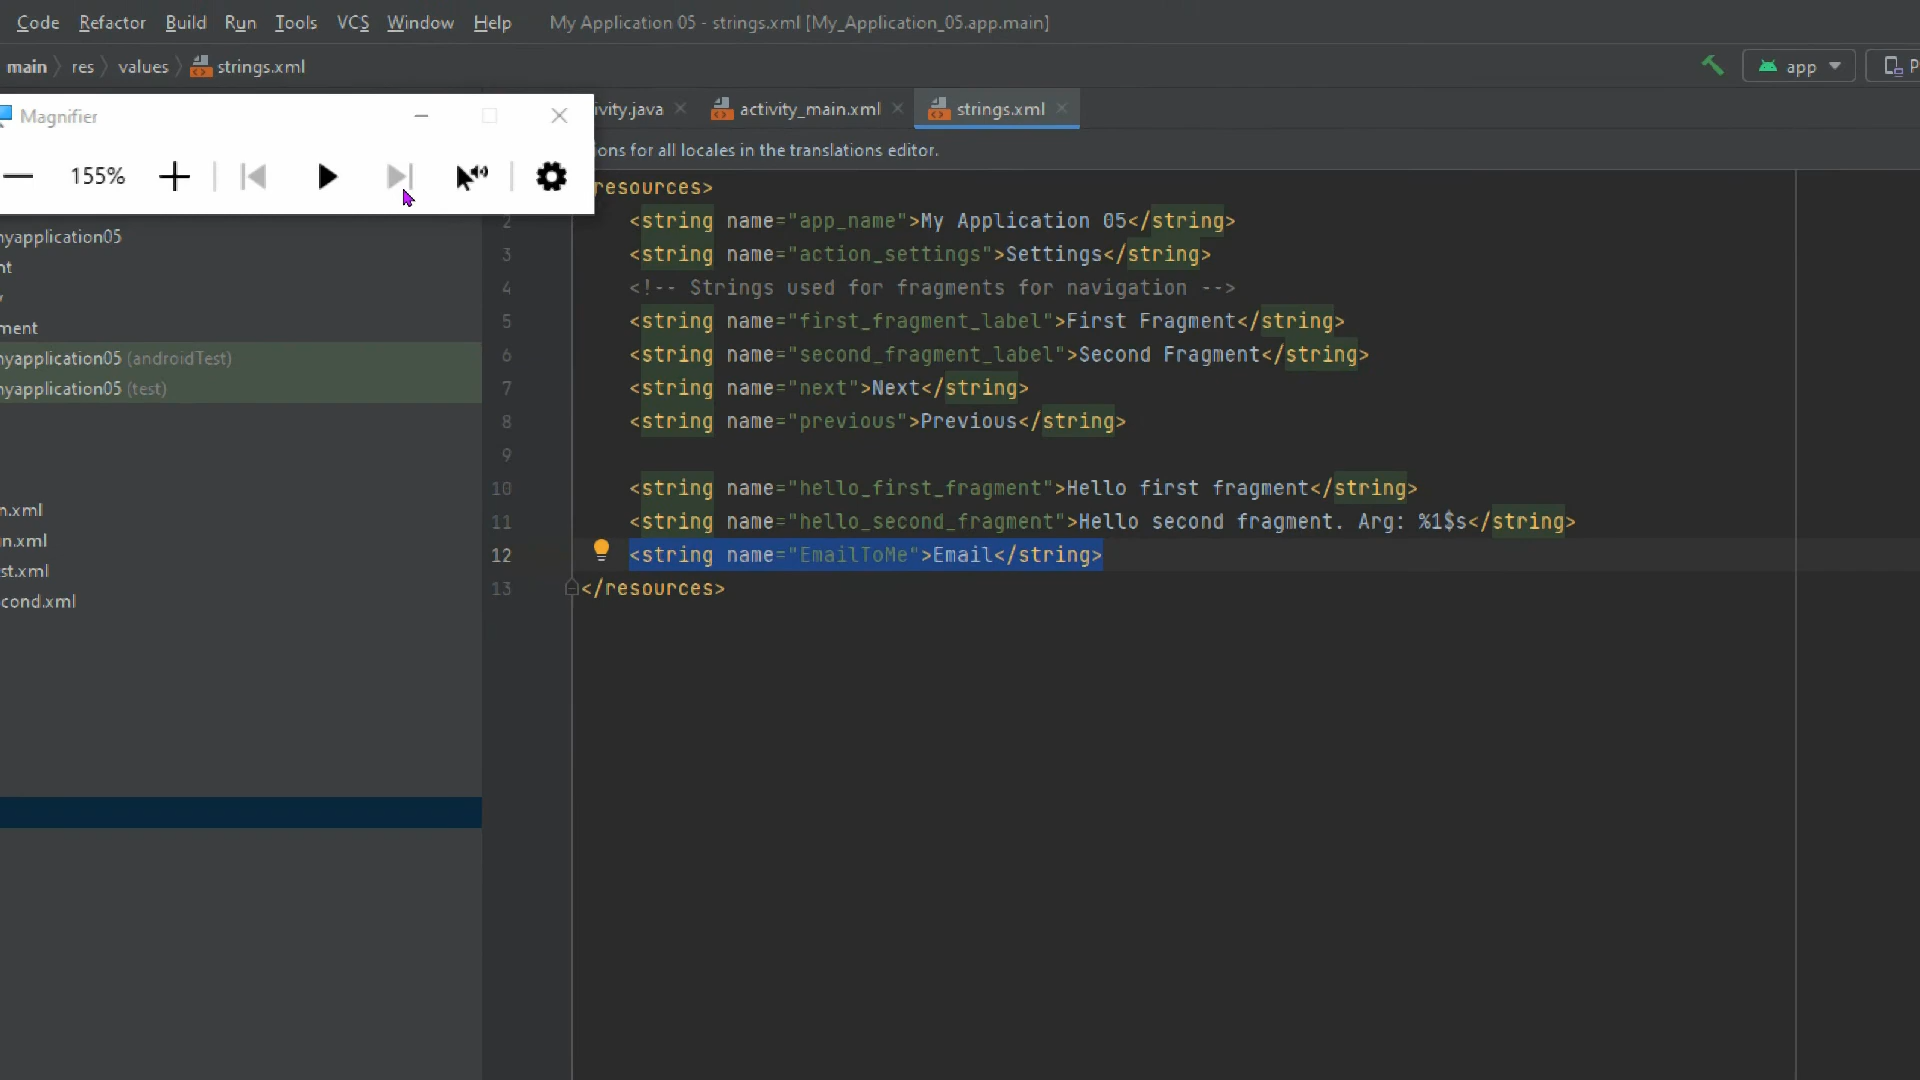 Code Refactor Build Run Tools VCS Window Help My Application 05 - strings.xml [My_Application_05.app.main]
main res values strings.xml
app
Magnifier
ivity.java activity_main.xml strings.xml
ons for all locales in the translations editor.
155%
resources>
2 <string name="app_name">My Application 05</string>
3 <string name="action_settings">Settings</string>
4 <!-- Strings used for fragments for navigation -->
5 <string name="first_fragment_label">First Fragment</string>
6 <string name="second_fragment_label">Second Fragment</string>
7 <string name="next">Next</string>
8 <string name="previous">Previous</string>
9
10 <string name="hello_first_fragment">Hello first fragment</string>
11 <string name="hello_second_fragment">Hello second fragment. Arg: %1$s</string>
12 <string name="EmailToMe">Email</string>
13 </resources>
nyapplication05
nt
ment
nyapplication05 (androidTest)
nyapplication05 (test)
n.xml
in.xml
st.xml
cond.xml